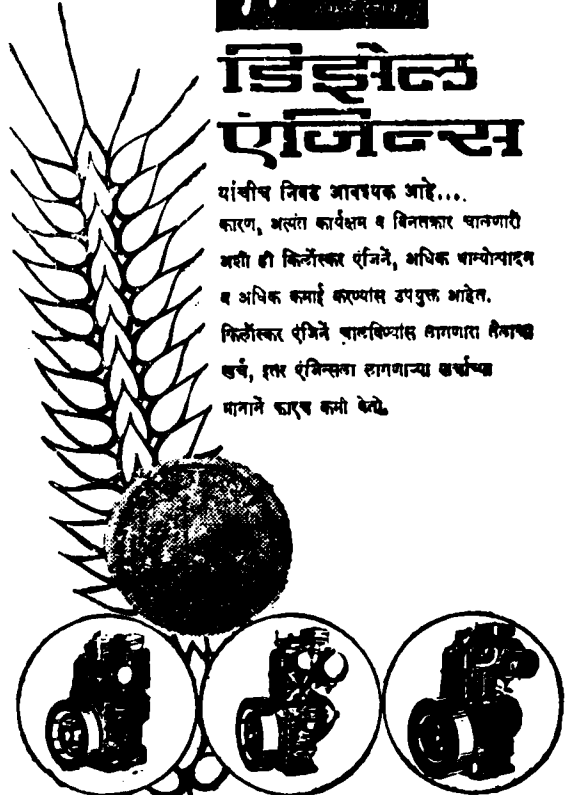 डिझैल
एंजिन्स
यांचीच निवड आवश्यक आहे...
कारण, अत्यंत कार्यक्षम व बिनतक्रार चालणारी
अशी ही किर्लोस्कर एंजिनें, अधिक धान्योत्पादन
व अधिक कमाई करण्यांस उपयुक्त आहेत.
किर्लोस्कर एंजिनें चालविण्यांस लागणारा तेलाचा
खर्च, इतर एंजिन्सला लागणाऱ्या खर्चाच्या
मानानें फारच कमी येतो.